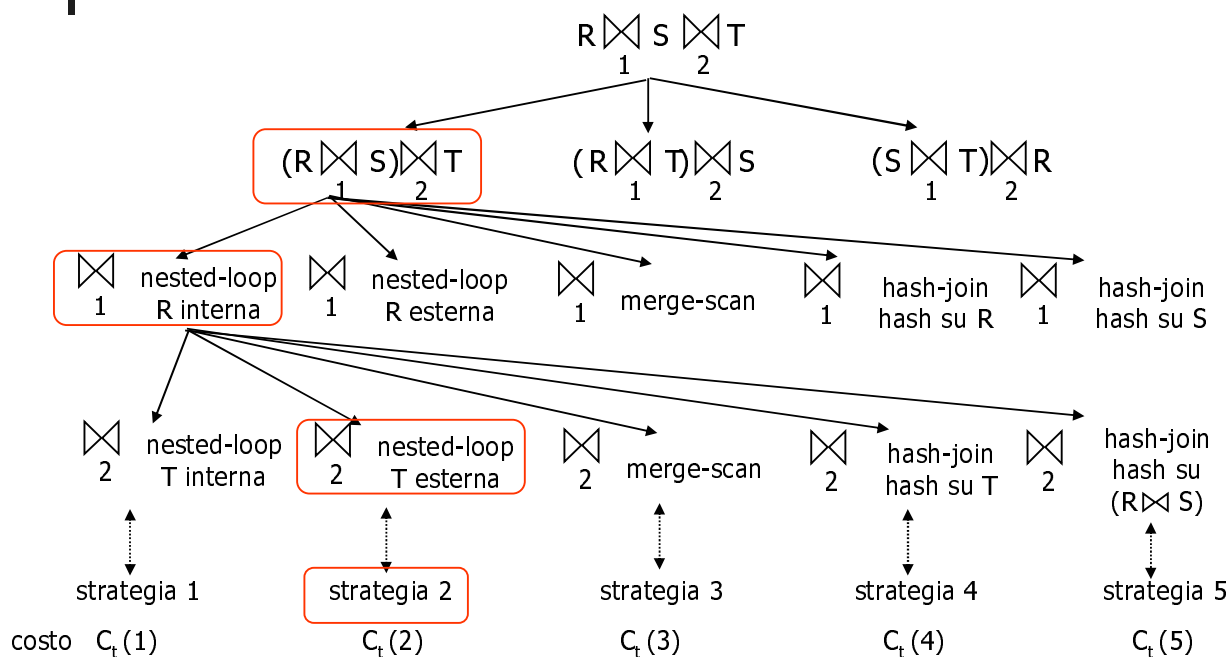 R ⋈ S ⋈ T
1 2
(R ⋈ S) ⋈ T (R ⋈ T) ⋈ S (S ⋈ T) ⋈ R
1 2 1 2 1 2
⋈ nested-loop ⋈ nested-loop ⋈ merge-scan ⋈ hash-join ⋈ hash-join
1 R interna 1 R esterna 1 1 hash su R 1 hash su S
⋈ nested-loop ⋈ nested-loop ⋈ merge-scan ⋈ hash-join ⋈ hash-join
2 T interna 2 T esterna 2 2 hash su T 2 hash su
(R ⋈ S)
strategia 1 strategia 2 strategia 3 strategia 4 strategia 5
costo Ct(1) Ct(2) Ct(3) Ct(4) Ct(5)